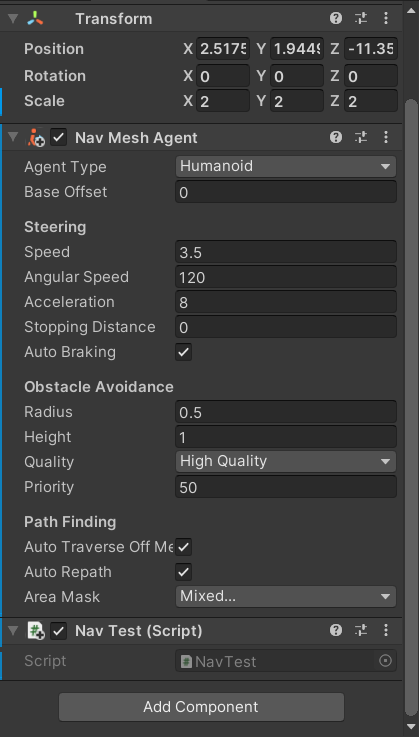 Transform
Position X 2.5175 Y 1.9449 Z -11.35
Rotation X 0 Y 0 Z 0
Scale X 2 Y 2 Z 2
Nav Mesh Agent
Agent Type Humanoid
Base Offset 0
Steering
Speed 3.5
Angular Speed 120
Acceleration 8
Stopping Distance 0
Auto Braking
Obstacle Avoidance
Radius 0.5
Height 1
Quality High Quality
Priority 50
Path Finding
Auto Traverse Off Me
Auto Repath
Area Mask Mixed...
# Nav Test (Script)
Script # NavTest
Add Component